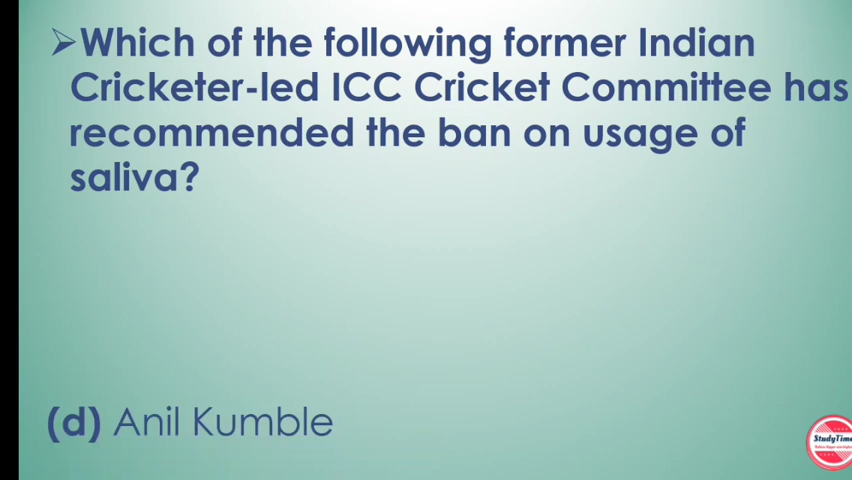 ➢Which of the following former Indian
Cricketer-led ICC Cricket Committee has
recommended the ban on usage of
saliva?
(d) Anil Kumble
StudyTime